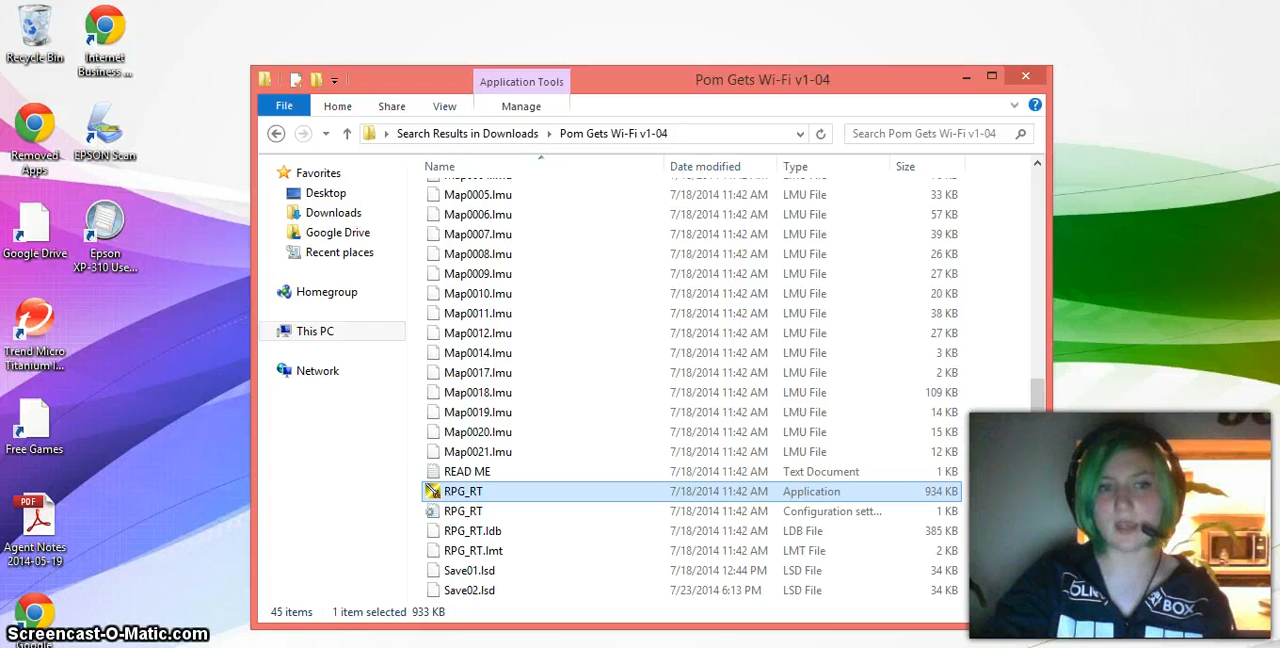 Recycle Bin
Internet
Business ...
Removed
Apps
EPSON Scan
Google Drive
Epson
XP-310 Use...
Trend Micro
Titanium I...
Free Games
PDF
Agent Notes
2014-05-19
Google
Application Tools
Pom Gets Wi-Fi v1-04
File
Home
Share
View
Manage
Search Results in Downloads
Pom Gets Wi-Fi v1-04
Search Pom Gets Wi-Fi v1-04
Favorites
Desktop
Downloads
Google Drive
Recent places
Homegroup
This PC
Network
Name Date modified Type Size
Map0005.lmu 7/18/2014 11:42 AM LMU File 33 KB
Map0006.lmu 7/18/2014 11:42 AM LMU File 57 KB
Map0007.lmu 7/18/2014 11:42 AM LMU File 39 KB
Map0008.lmu 7/18/2014 11:42 AM LMU File 26 KB
Map0009.lmu 7/18/2014 11:42 AM LMU File 27 KB
Map0010.lmu 7/18/2014 11:42 AM LMU File 20 KB
Map0011.lmu 7/18/2014 11:42 AM LMU File 38 KB
Map0012.lmu 7/18/2014 11:42 AM LMU File 27 KB
Map0014.lmu 7/18/2014 11:42 AM LMU File 3 KB
Map0017.lmu 7/18/2014 11:42 AM LMU File 2 KB
Map0018.lmu 7/18/2014 11:42 AM LMU File 109 KB
Map0019.lmu 7/18/2014 11:42 AM LMU File 14 KB
Map0020.lmu 7/18/2014 11:42 AM LMU File 15 KB
Map0021.lmu 7/18/2014 11:42 AM LMU File 12 KB
READ ME 7/18/2014 11:42 AM Text Document 1 KB
RPG_RT 7/18/2014 11:42 AM Application 934 KB
RPG_RT 7/18/2014 11:42 AM Configuration sett... 1 KB
RPG_RT.ldb 7/18/2014 11:42 AM LDB File 385 KB
RPG_RT.lmt 7/18/2014 11:42 AM LMT File 2 KB
Save01.lsd 7/18/2014 12:44 PM LSD File 34 KB
Save02.lsd 7/23/2014 6:13 PM LSD File 34 KB
45 items 1 item selected 933 KB
BOX
Screencast-O-Matic.com